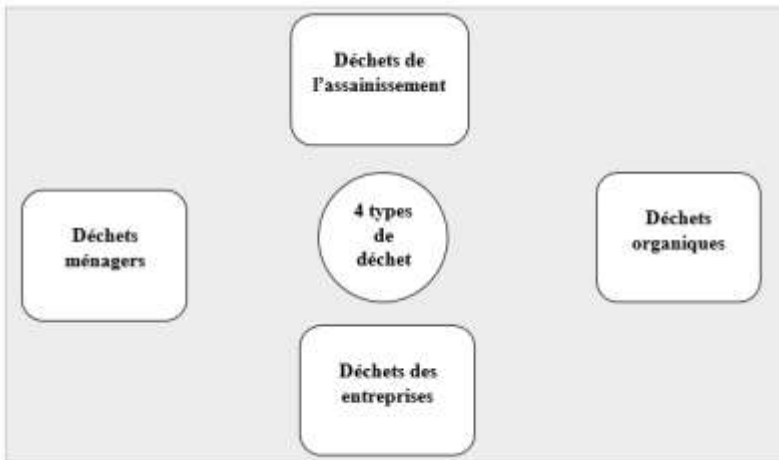 Déchets de
l'assainissement
Déchets
ménagers
4 types
de
déchet
Déchets
organiques
Déchets des
entreprises